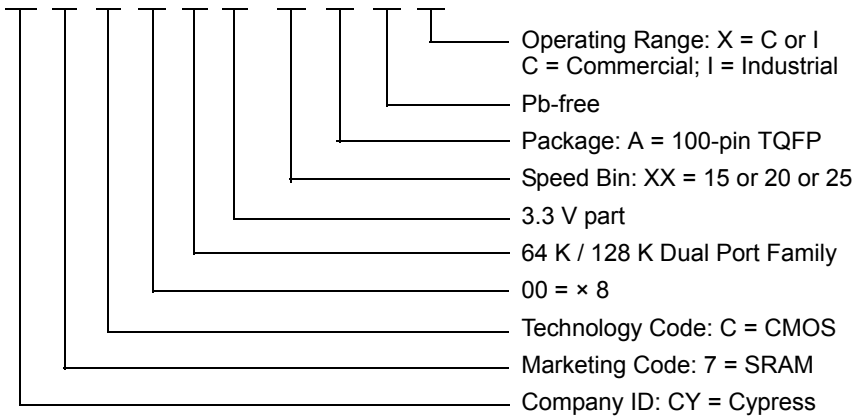 Operating Range: X = C or I
C = Commercial; I = Industrial
Pb-free
Package: A = 100-pin TQFP
Speed Bin: XX = 15 or 20 or 25
3.3 V part
64 K / 128 K Dual Port Family
00 = × 8
Technology Code: C = CMOS
Marketing Code: 7 = SRAM
Company ID: CY = Cypress